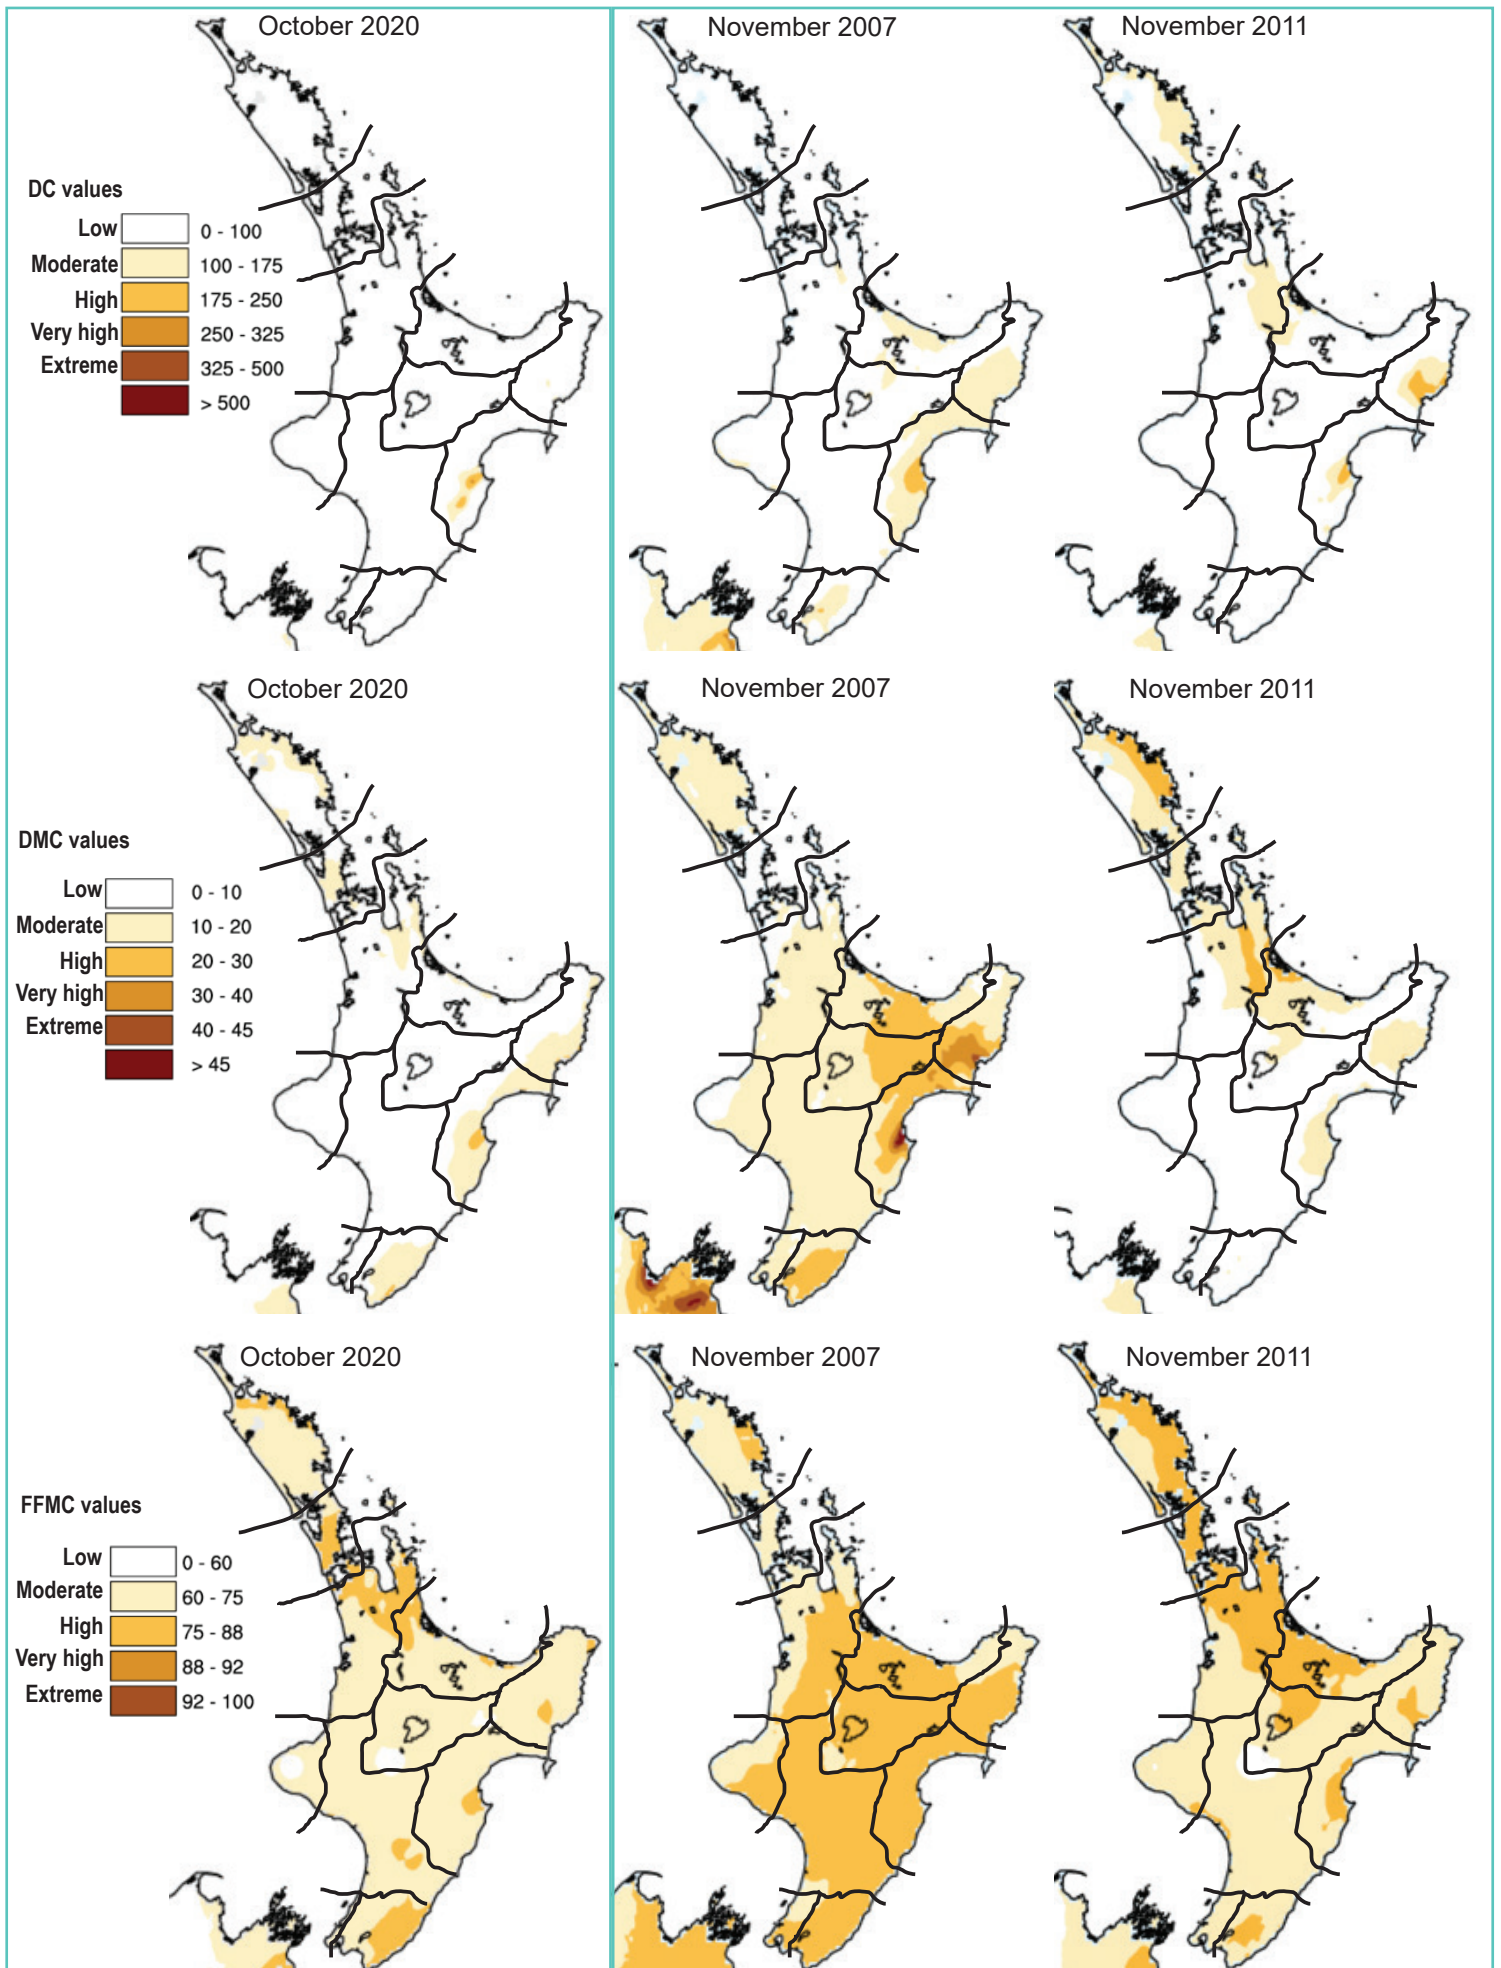 October 2020
November 2007
November 2011
DC values
Low 0 - 100
Moderate 100 - 175
High 175 - 250
Very high 250 - 325
Extreme 325 - 500
> 500
October 2020
November 2007
November 2011
DMC values
Low 0 - 10
Moderate 10 - 20
High 20 - 30
Very high 30 - 40
Extreme 40 - 45
> 45
October 2020
November 2007
November 2011
FFMC values
Low 0 - 60
Moderate 60 - 75
High 75 - 88
Very high 88 - 92
Extreme 92 - 100